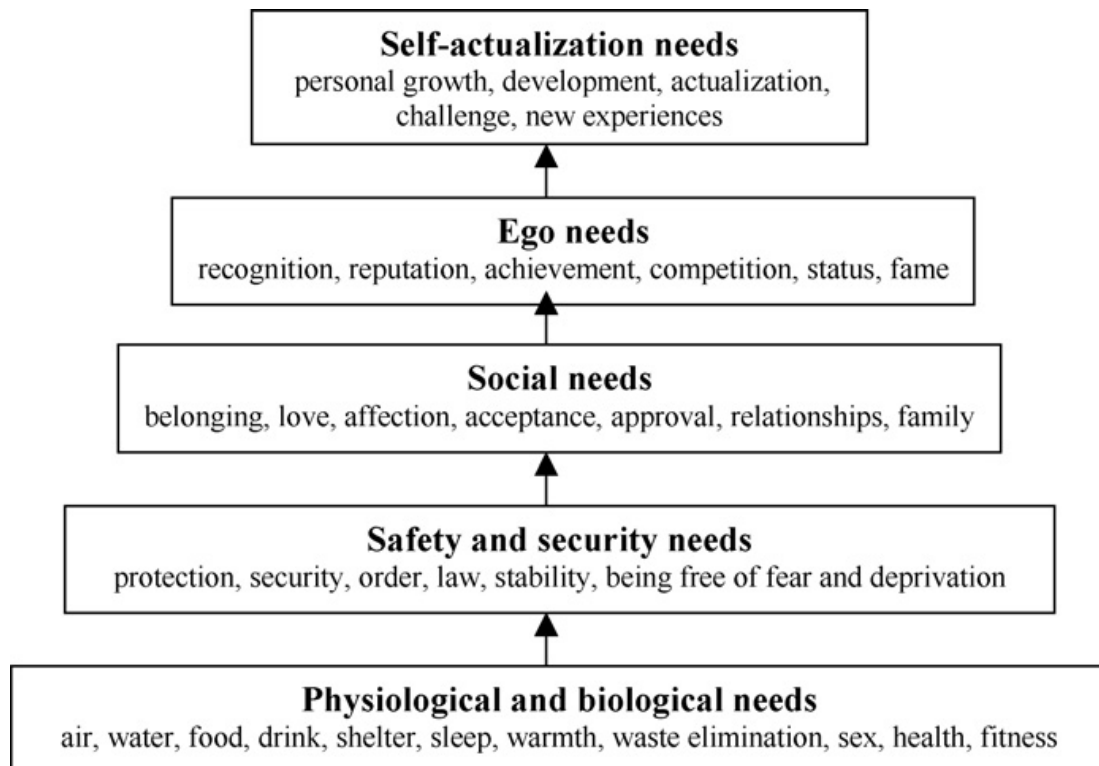 Self-actualization needs
personal growth, development, actualization,
challenge, new experiences
Ego needs
recognition, reputation, achievement, competition, status, fame
Social needs
belonging, love, affection, acceptance, approval, relationships, family
Safety and security needs
protection, security, order, law, stability, being free of fear and deprivation
Physiological and biological needs
air, water, food, drink, shelter, sleep, warmth, waste elimination, sex, health, fitness